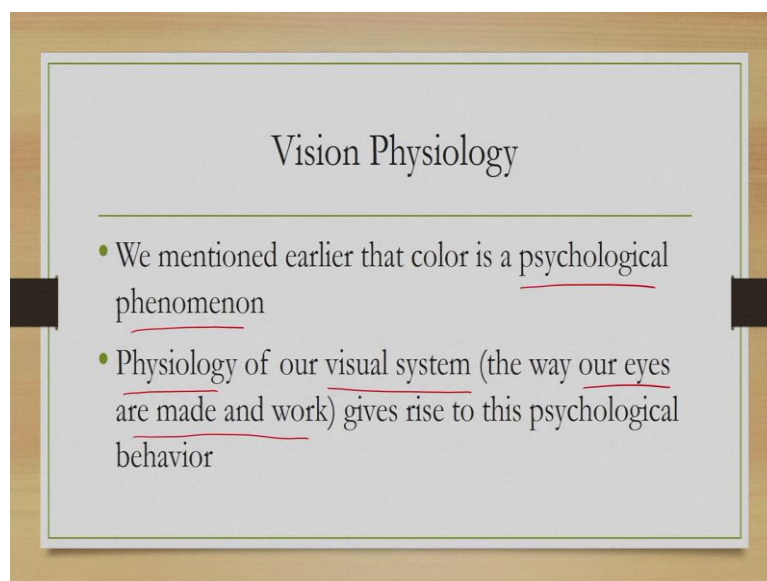 Vision Physiology
• We mentioned earlier that color is a psychological
phenomenon
• Physiology of our visual system (the way our eyes
are made and work) gives rise to this psychological
behavior